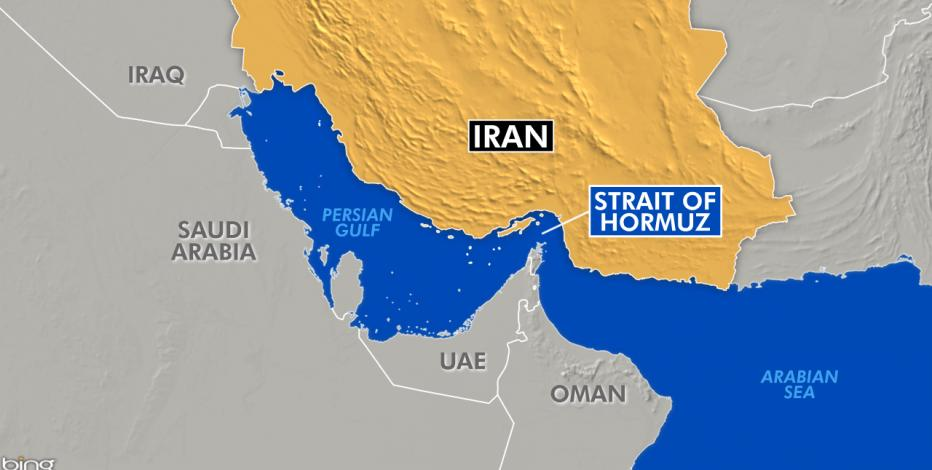 IRAQ
IRAN
STRAIT OF
HORMUZ
PERSIAN
GULF
SAUDI
ARABIA
UAE
OMAN
ARABIAN
SEA
bing